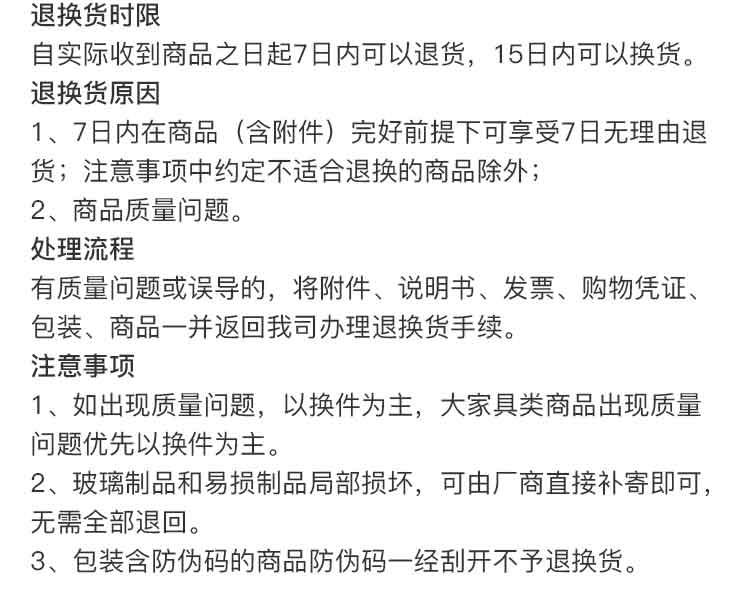 退换货时限
自实际收到商品之日起7日内可以退货，15日内可以换货。
退换货原因
1、7日内在商品（含附件）完好前提下可享受7日无理由退
货；注意事项中约定不适合退换的商品除外；
2、商品质量问题。
处理流程
有质量问题或误导的，将附件、说明书、发票、购物凭证、
包装、商品一并返回我司办理退换货手续。
注意事项
1、如出现质量问题，以换件为主，大家具类商品出现质量
问题优先以换件为主。
2、玻璃制品和易损制品局部损坏，可由厂商直接补寄即可，
无需全部退回。
3、包装含防伪码的商品防伪码一经刮开不予退换货。